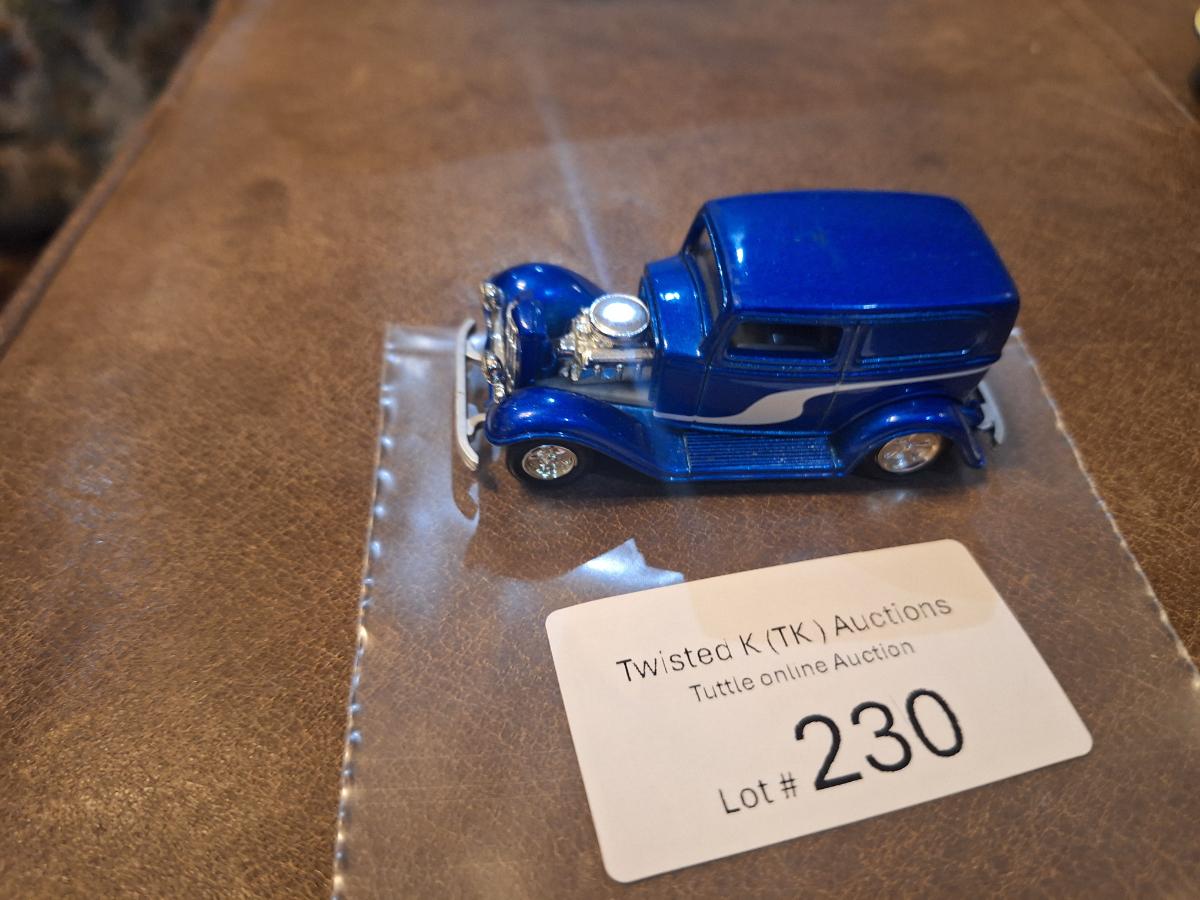 Twisted K (TK) Auctions
Tuttle online Auction
Lot # 230